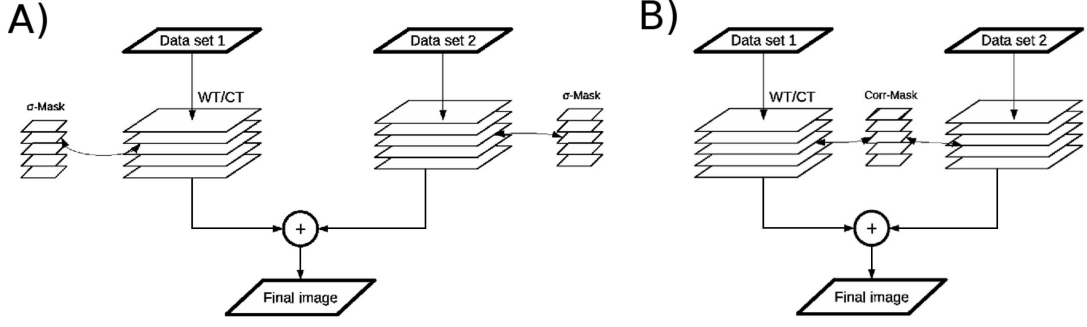 A)
Data set 1
Data set 2
WT/CT
σ-Mask
σ-Mask
+
Final image
B)
Data set 1
Data set 2
WT/CT
Corr-Mask
+
Final image